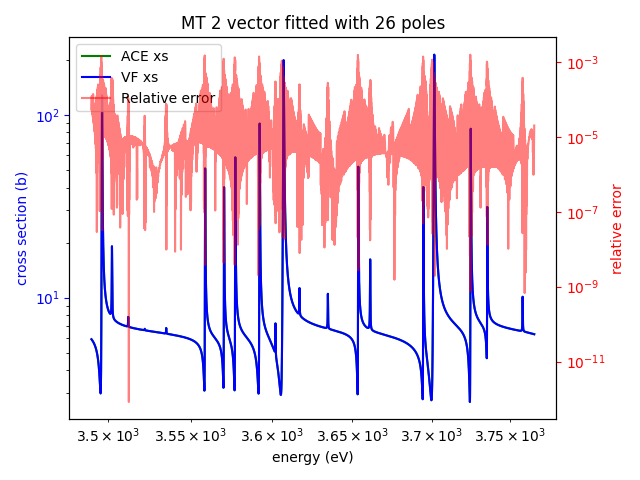 MT 2 vector fitted with 26 poles
ACE xs
VF xs
Relative error
cross section (b)
10²
10¹
relative error
10⁻³
10⁻⁵
10⁻⁷
10⁻⁹
10⁻¹¹
3.5 × 10³ 3.55 × 10³ 3.6 × 10³ 3.65 × 10³ 3.7 × 10³ 3.75 × 10³
energy (eV)